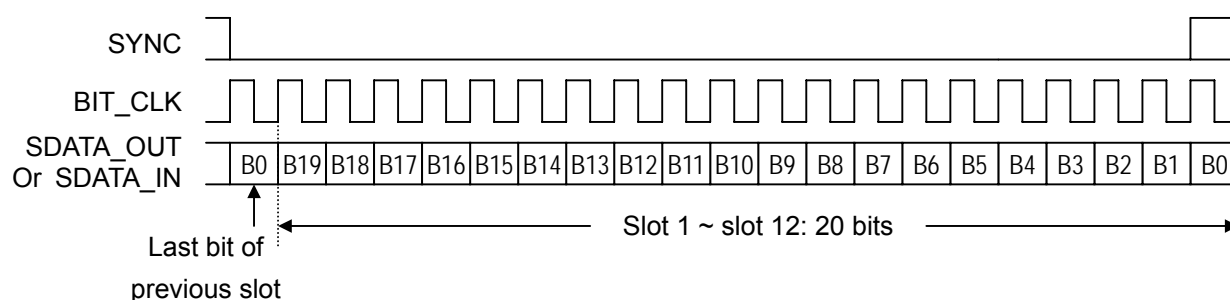 SYNC
BIT_CLK
SDATA_OUT
Or SDATA_IN
B0 B19 B18 B17 B16 B15 B14 B13 B12 B11 B10 B9 B8 B7 B6 B5 B4 B3 B2 B1 B0
Slot 1 ~ slot 12: 20 bits
Last bit of
previous slot